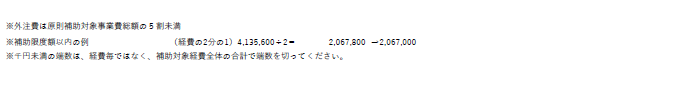 ※外注費は原則補助対象事業費総額の5割未満
※補助限度額以内の例 （経費の2分の1）4,135,600÷2＝ 2,067,800 →2,067,000
※千円未満の端数は、経費毎ではなく、補助対象経費全体の合計で端数を切ってください。